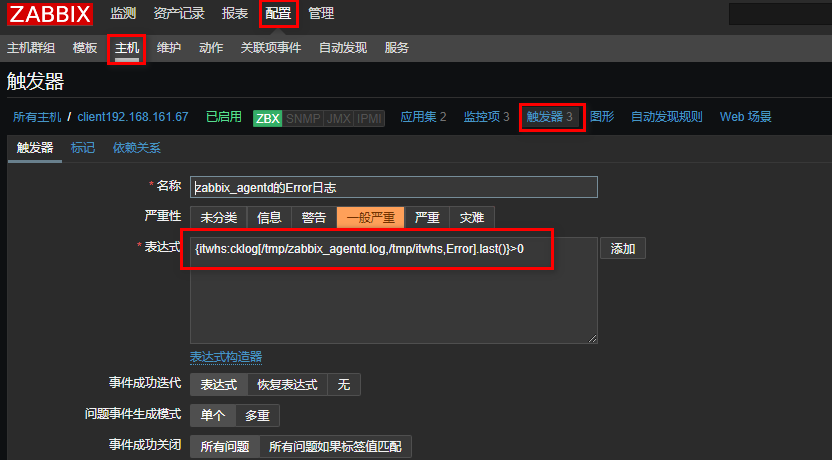 ZABBIX 监测 资产记录 报表 配置 管理
主机群组 模板 主机 维护 动作 关联项事件 自动发现 服务
触发器
所有主机 / client192.168.161.67 已启用 ZBX SNMP JMX IPMI 应用集 2 监控项 3 触发器 3 图形 自动发现规则 Web 场景
触发器 标记 依赖关系
* 名称 zabbix_agentd的Error日志
严重性 未分类 信息 警告 一般严重 严重 灾难
* 表达式 {itwhs:cklog[/tmp/zabbix_agentd.log,/tmp/itwhs,Error].last()}>0 添加
表达式构造器
事件成功迭代 表达式 恢复表达式 无
问题事件生成模式 单个 多重
事件成功关闭 所有问题 所有问题如果标签值匹配